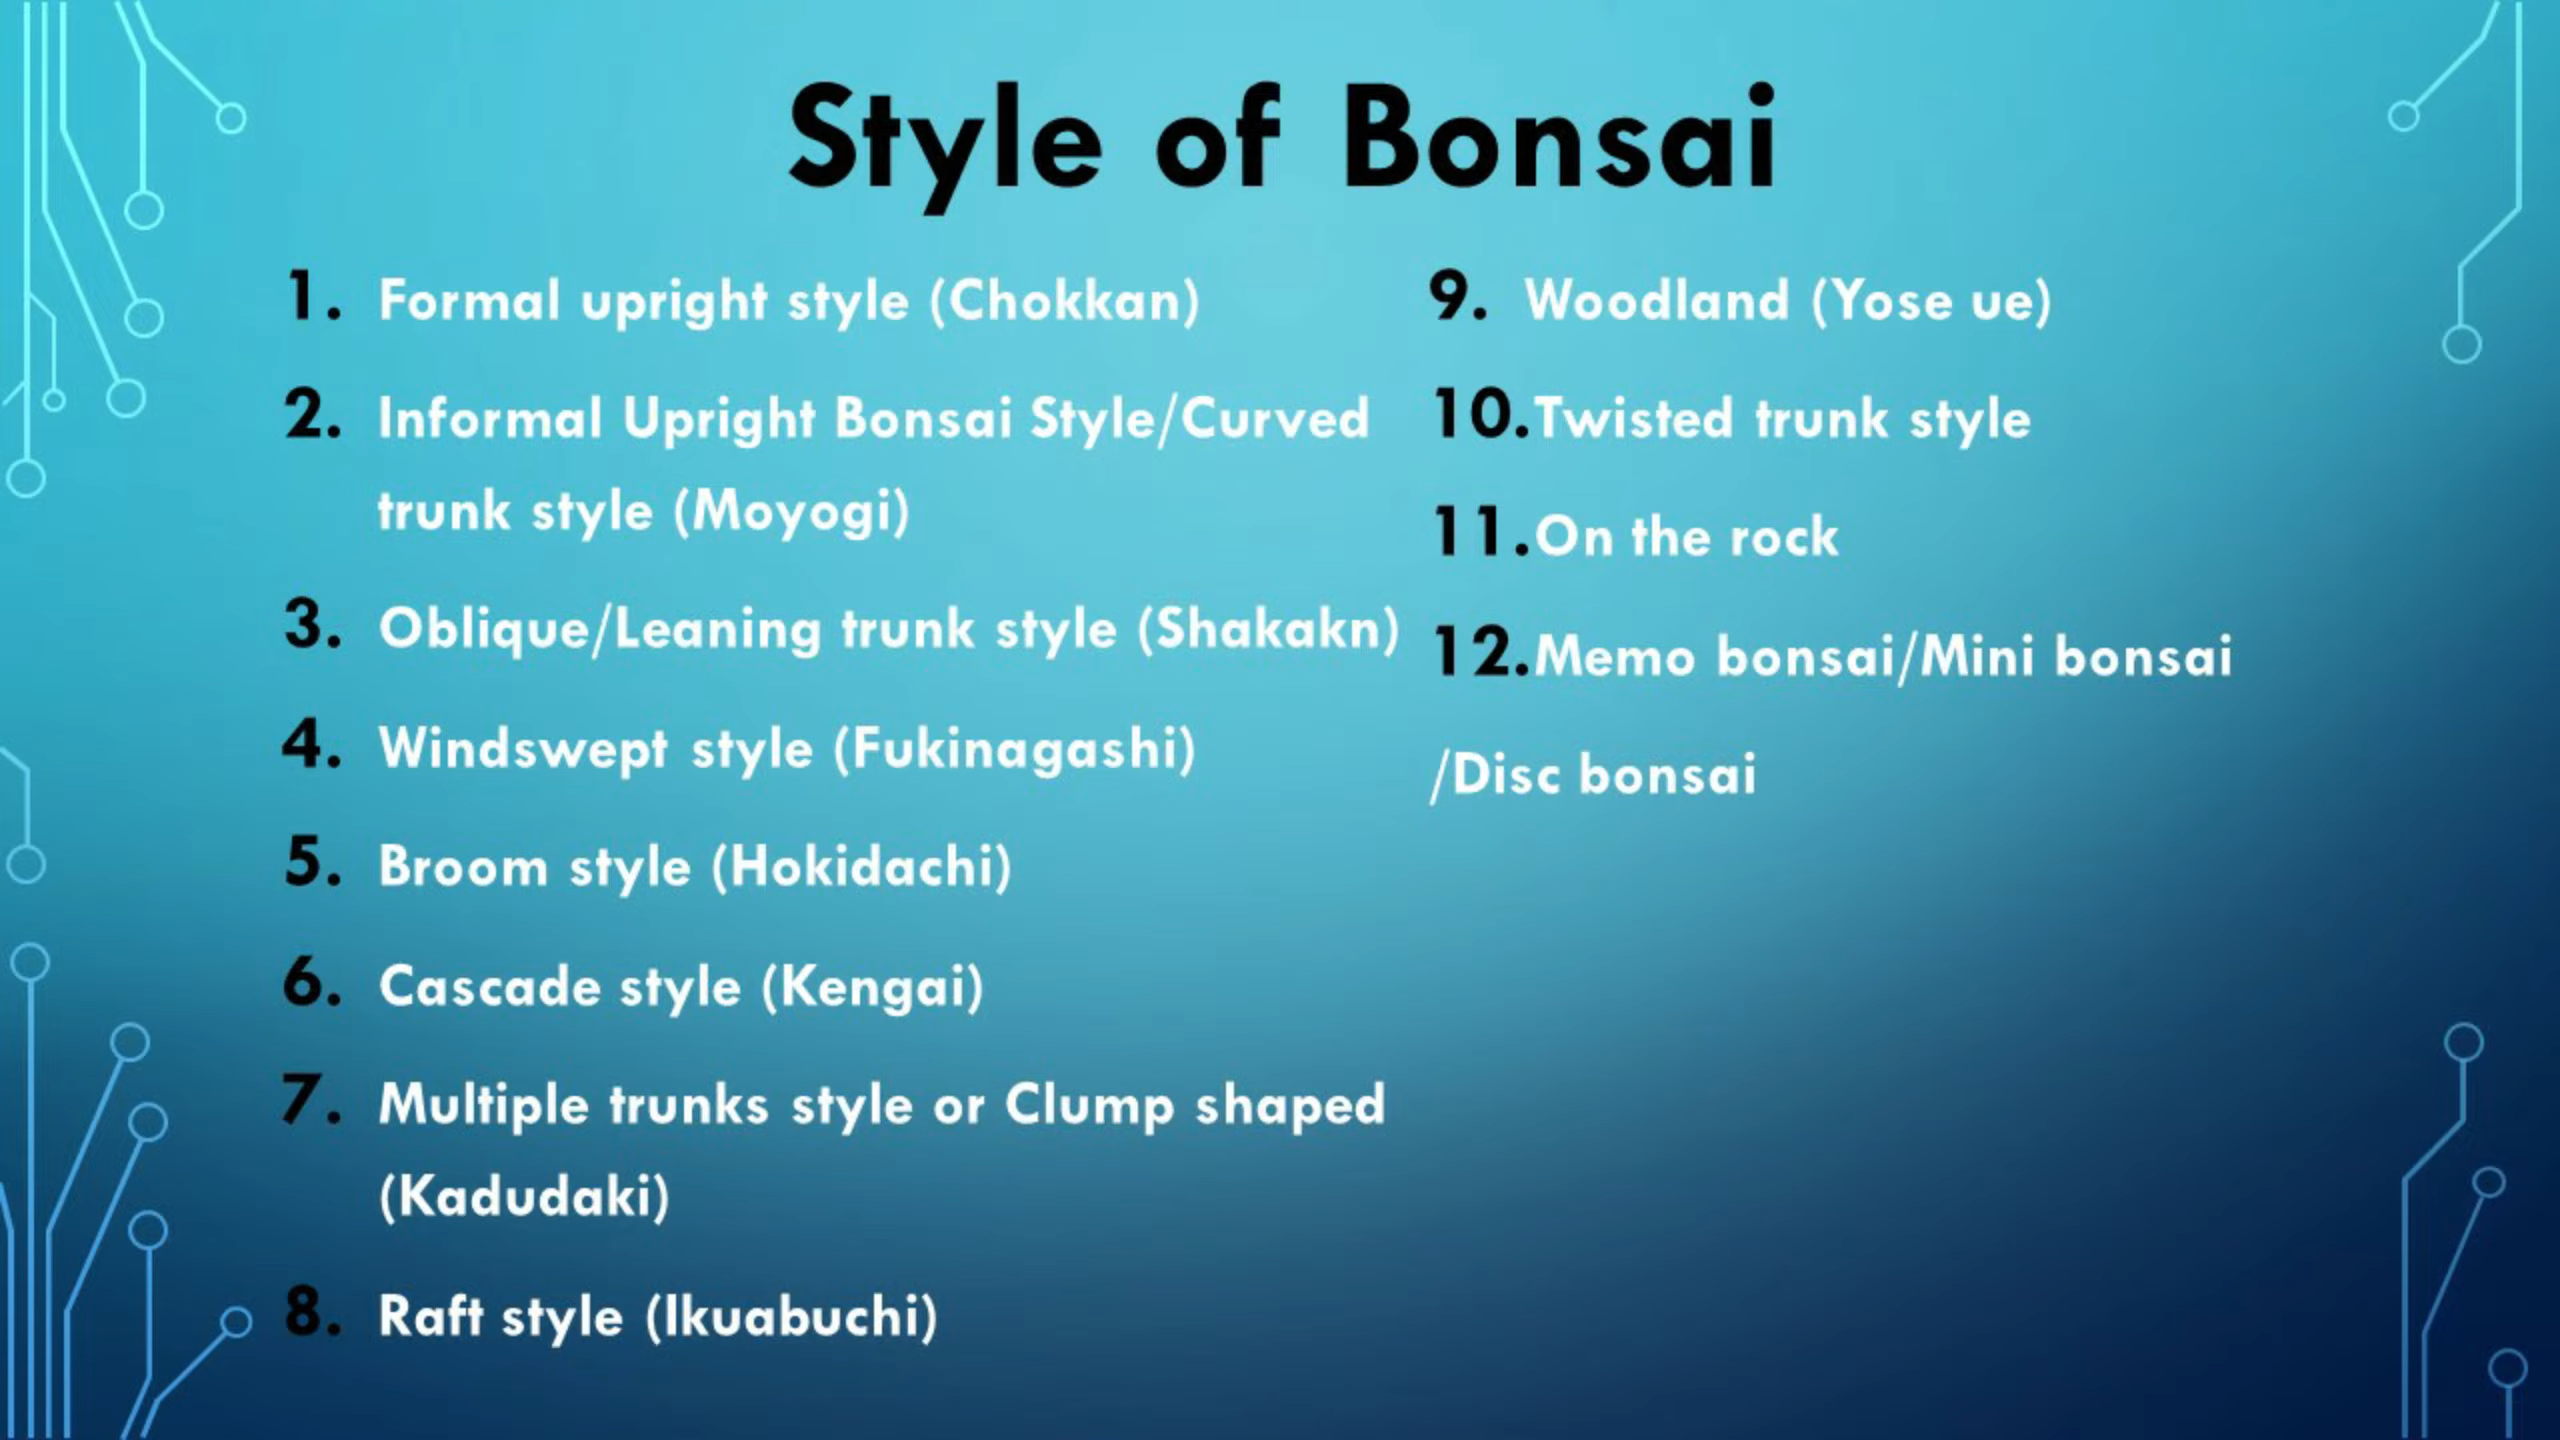 Style of Bonsai
1. Formal upright style (Chokkan)
2. Informal Upright Bonsai Style/Curved
trunk style (Moyogi)
3. Oblique/Leaning trunk style (Shakakn)
4. Windswept style (Fukinagashi)
5. Broom style (Hokidachi)
6. Cascade style (Kengai)
7. Multiple trunks style or Clump shaped
(Kadudaki)
8. Raft style (Ikuabuchi)
9. Woodland (Yose ue)
10.Twisted trunk style
11.On the rock
12.Memo bonsai/Mini bonsai
/Disc bonsai